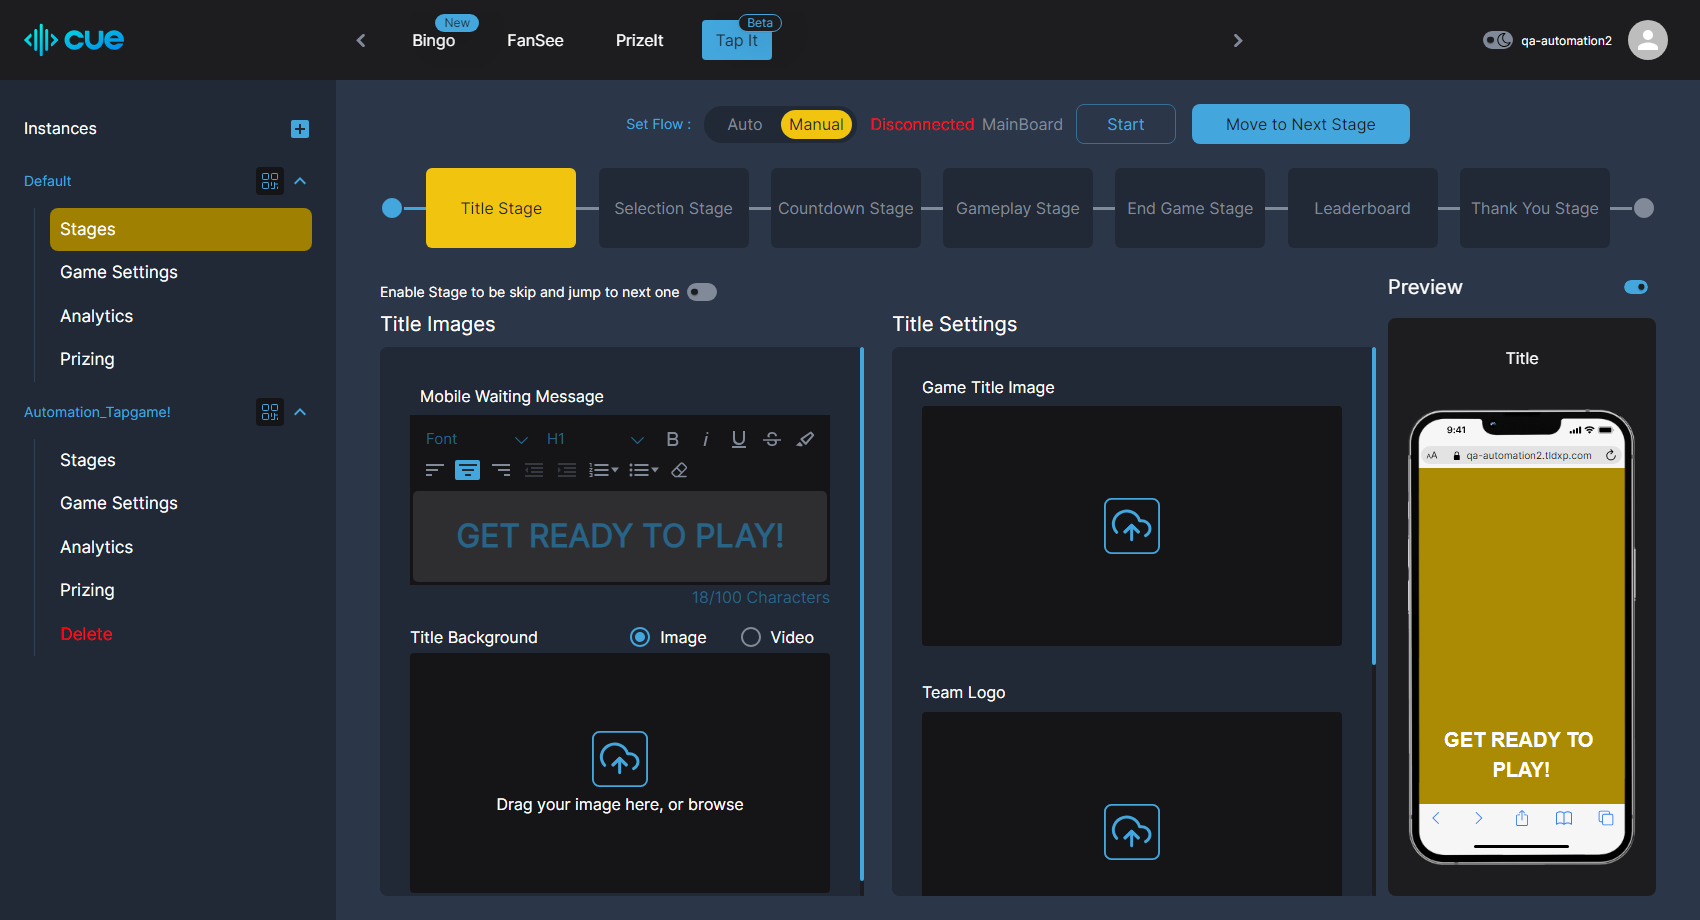 cue
New
Bingo
FanSee
PrizeIt
Beta
Tap It
qa-automation2
Instances
Default
Stages
Game Settings
Analytics
Prizing
Automation_Tapgame!
Stages
Game Settings
Analytics
Prizing
Delete
Set Flow :
Auto
Manual
Disconnected
MainBoard
Start
Move to Next Stage
Title Stage
Selection Stage
Countdown Stage
Gameplay Stage
End Game Stage
Leaderboard
Thank You Stage
Enable Stage to be skip and jump to next one
Title Images
Mobile Waiting Message
Font
H1
B
i
U
S
GET READY TO PLAY!
18/100 Characters
Title Background
Image
Video
Drag your image here, or browse
Title Settings
Game Title Image
Team Logo
Preview
Title
9:41
AA
qa-automation2.tldxp.com
GET READY TO
PLAY!